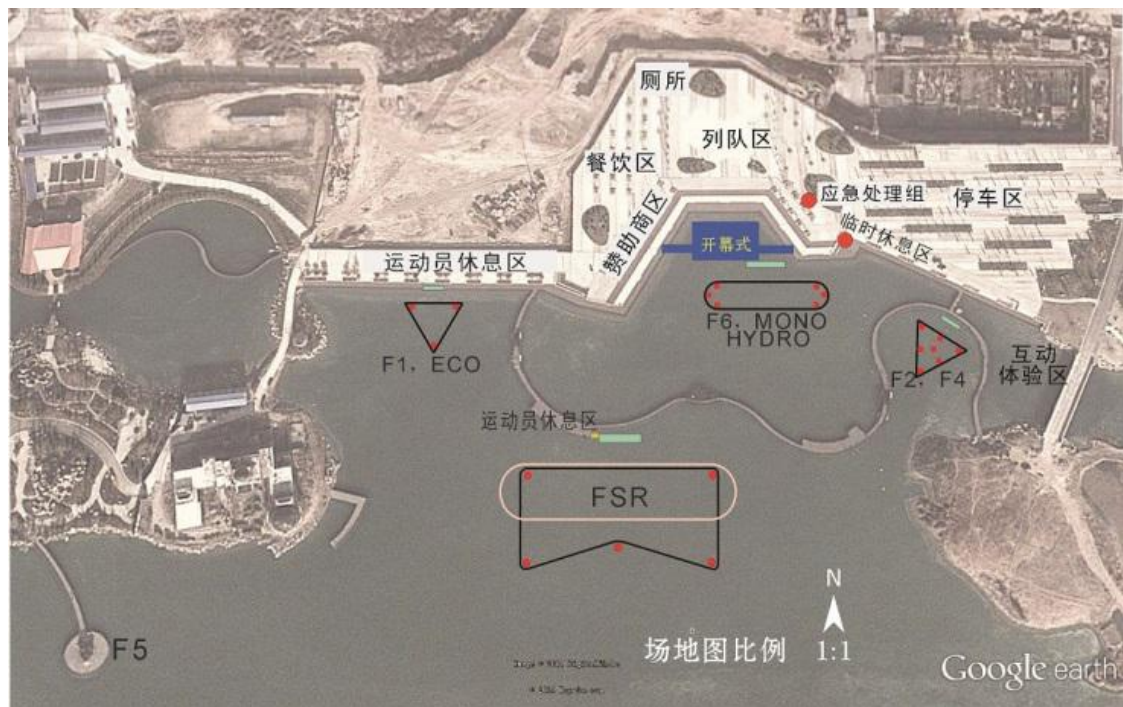 厕所
列队区
餐饮区
应急处理组
停车区
赞助商区
临时休息区
开幕式
运动员休息区
F6，MONO
HYDRO
F1，ECO
F2，F4
互动
体验区
运动员休息区
FSR
N
F5
场地图比例 1:1
Google earth